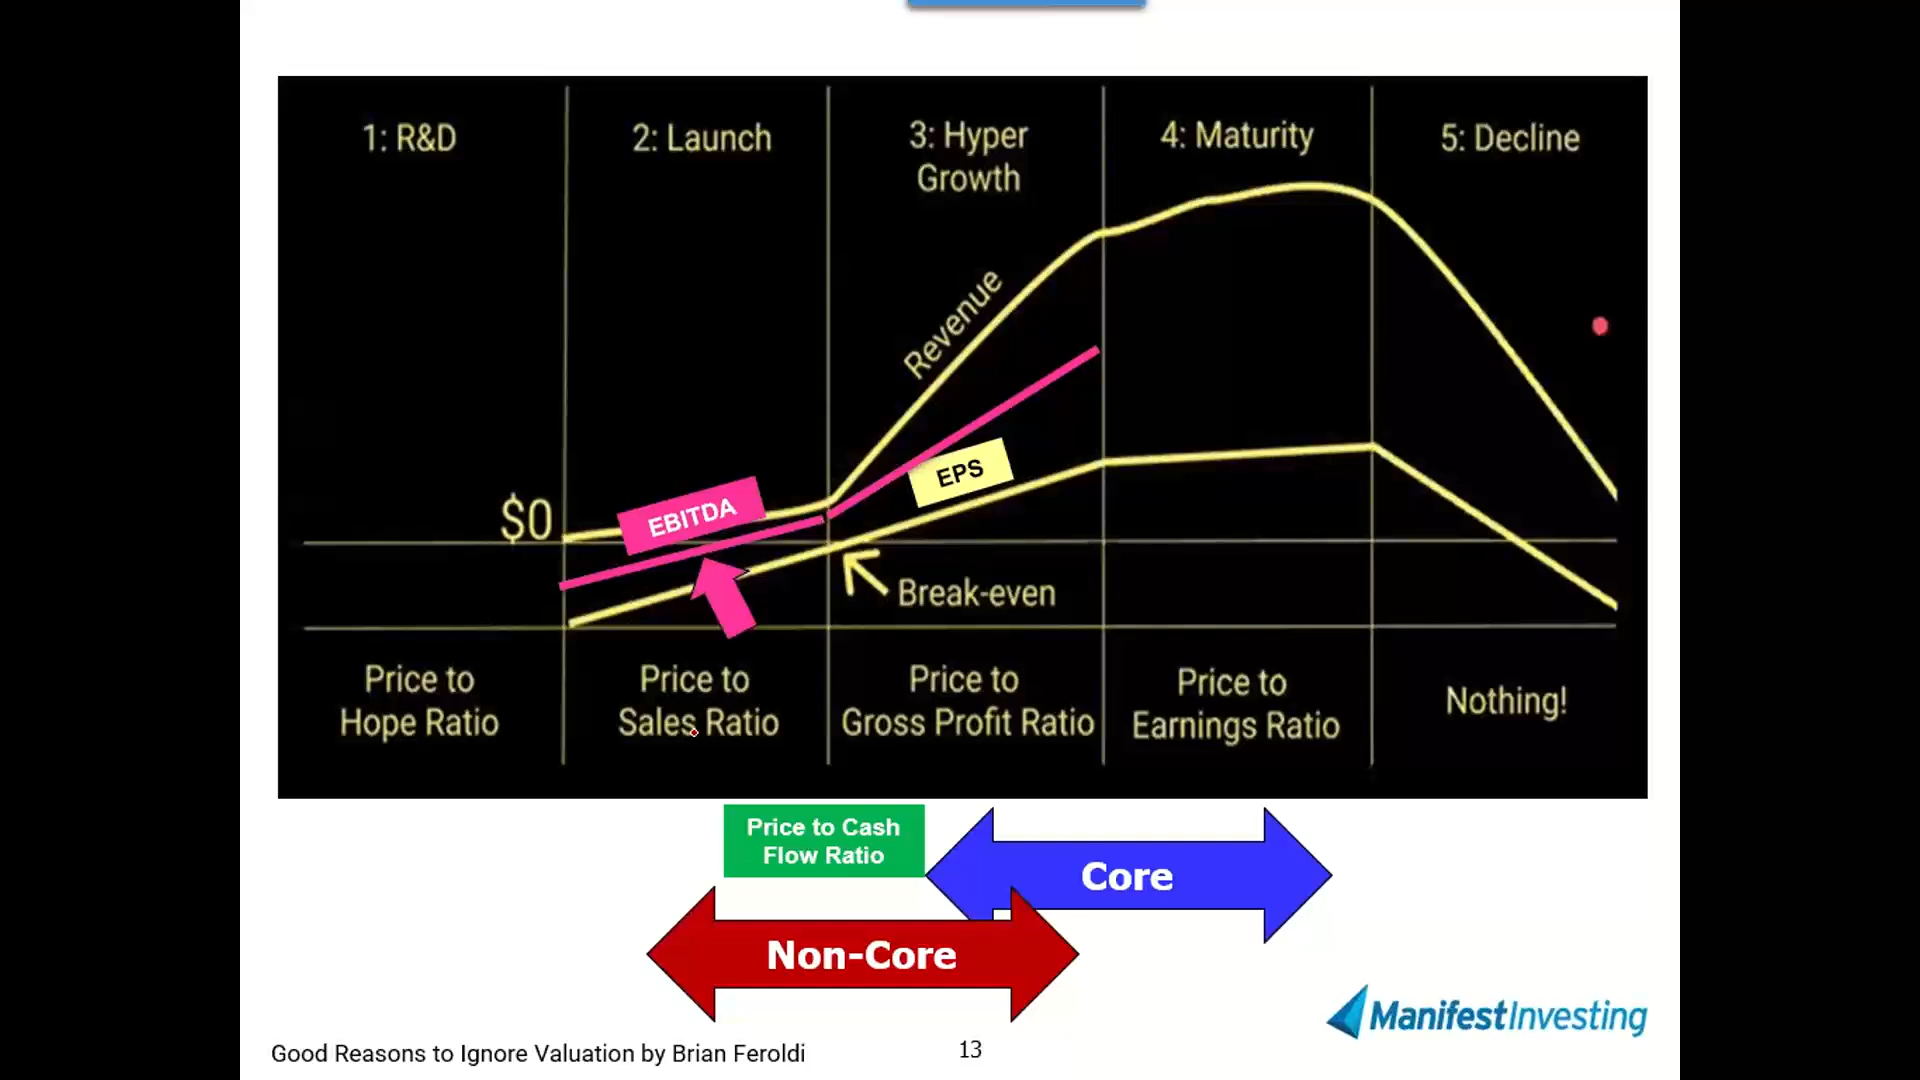 1: R&D
2: Launch
3: Hyper
Growth
4: Maturity
5: Decline
Revenue
EPS
$0
EBITDA
Break-even
Price to
Hope Ratio
Price to
Sales Ratio
Price to
Gross Profit Ratio
Price to
Earnings Ratio
Nothing!
Price to Cash
Flow Ratio
Core
Non-Core
ManifestInvesting
Good Reasons to Ignore Valuation by Brian Feroldi
13